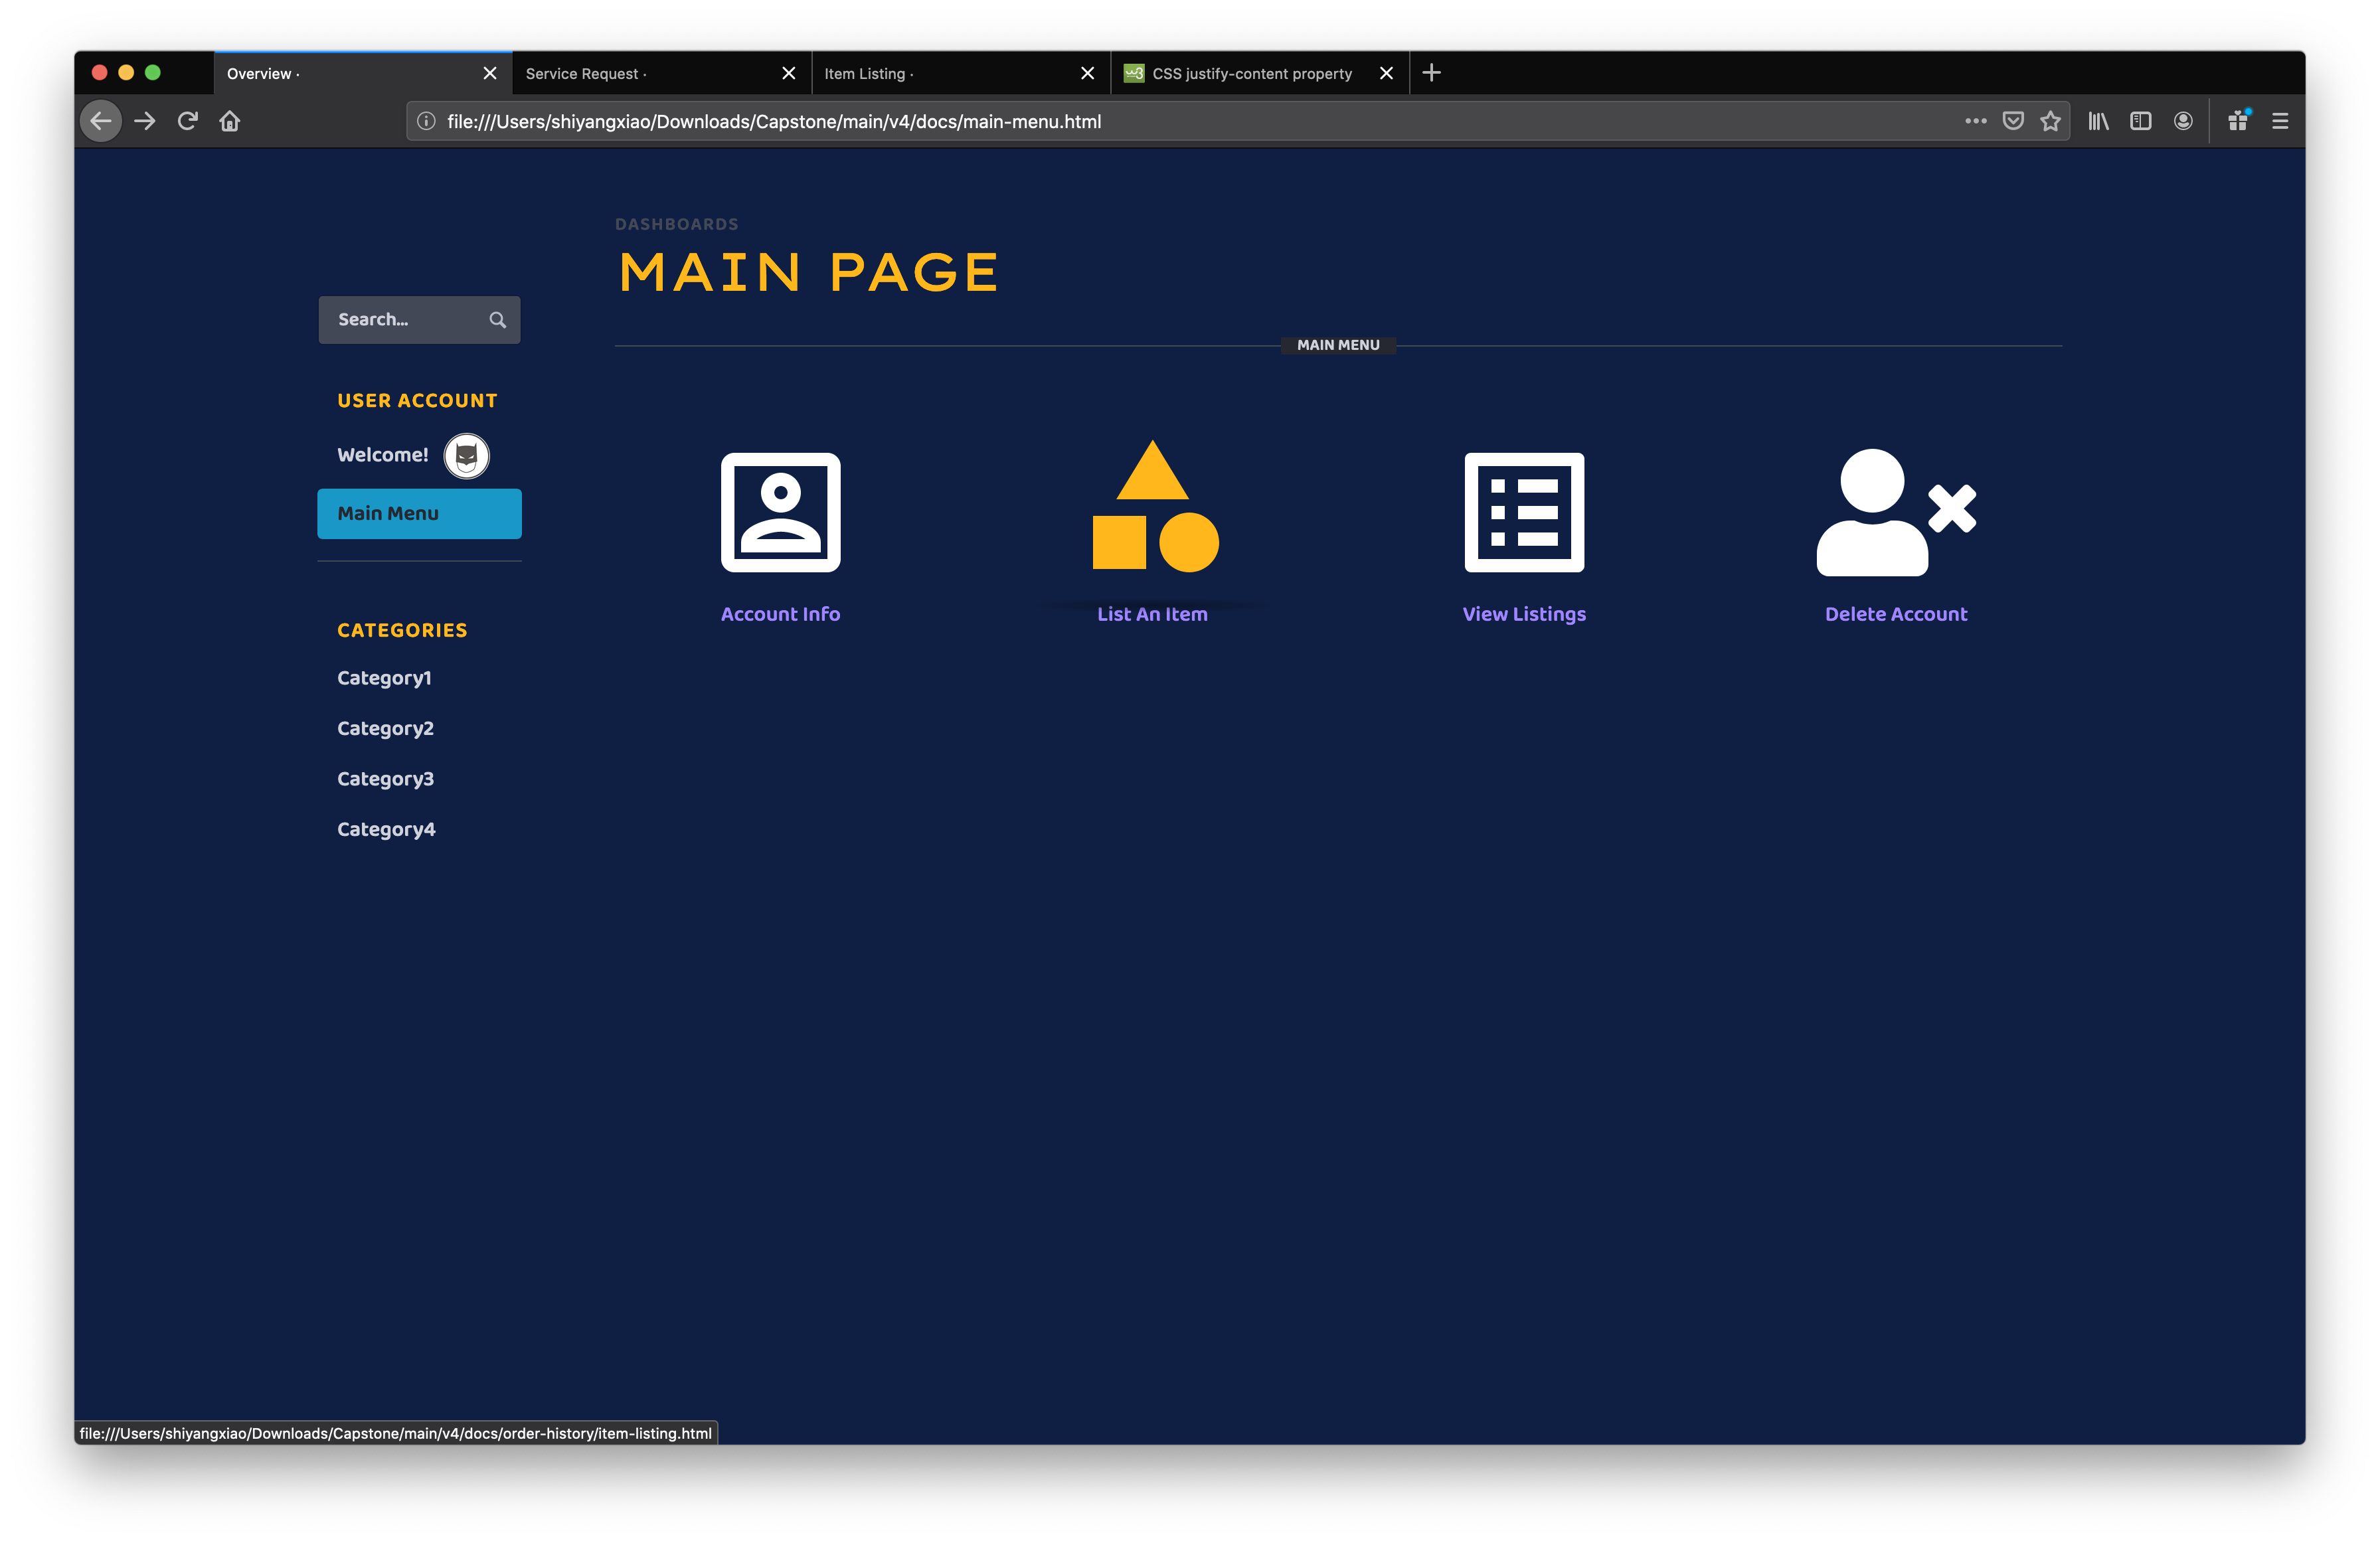 Overview ·
Service Request ·
Item Listing ·
CSS justify-content property
file:///Users/shiyangxiao/Downloads/Capstone/main/v4/docs/main-menu.html
DASHBOARDS
MAIN PAGE
Search...
MAIN MENU
USER ACCOUNT
Welcome!
Main Menu
Account Info
List An Item
View Listings
Delete Account
CATEGORIES
Category1
Category2
Category3
Category4
file:///Users/shiyangxiao/Downloads/Capstone/main/v4/docs/order-history/item-listing.html